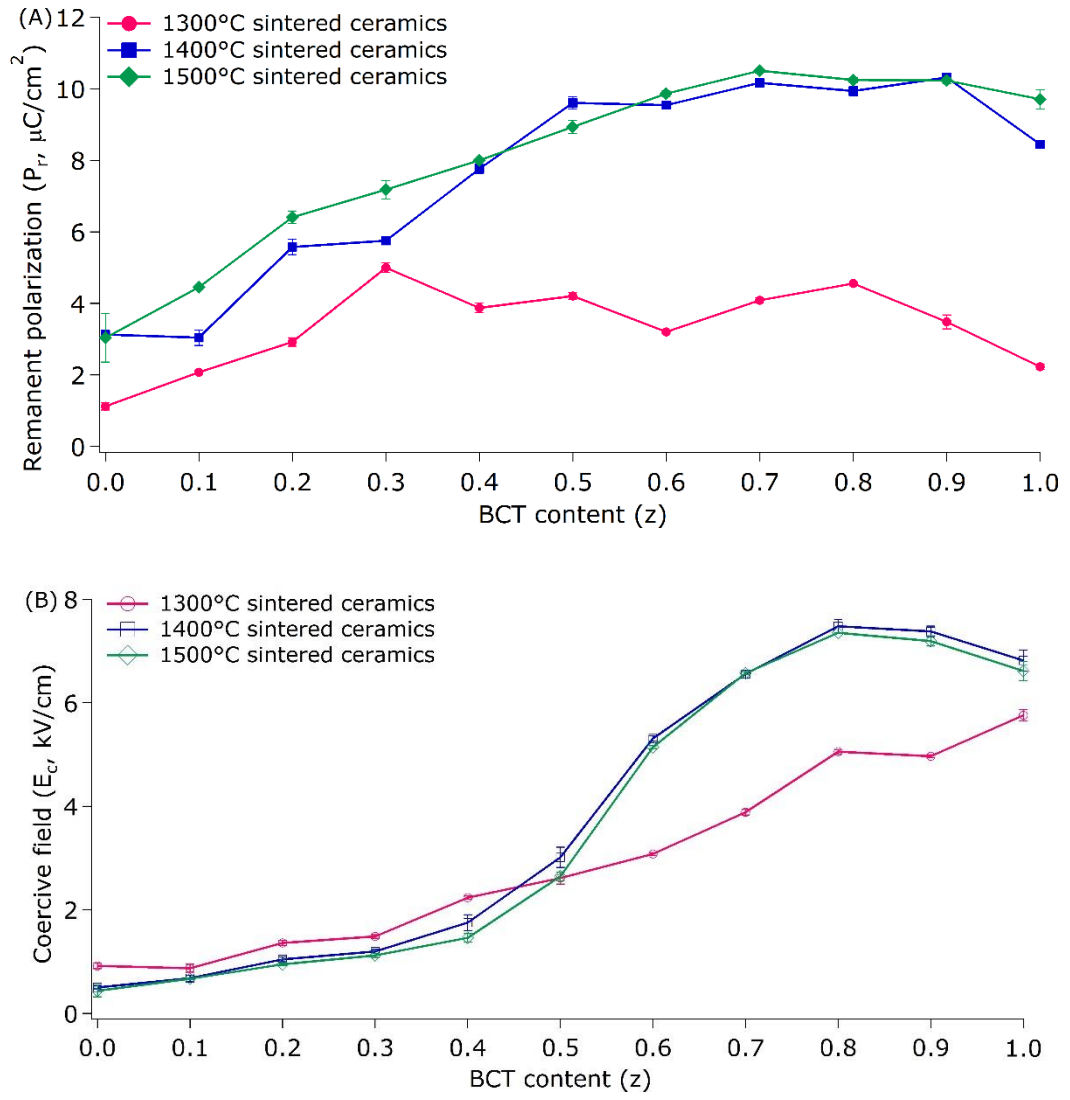 (A)
12
1300°C sintered ceramics
1400°C sintered ceramics
1500°C sintered ceramics
10
8
6
4
2
0
Remanent polarization (Pr, μC/cm²)
0.0 0.1 0.2 0.3 0.4 0.5 0.6 0.7 0.8 0.9 1.0
BCT content (z)
(B)
8
1300°C sintered ceramics
1400°C sintered ceramics
1500°C sintered ceramics
6
4
2
0
Coercive field (Ec, kV/cm)
0.0 0.1 0.2 0.3 0.4 0.5 0.6 0.7 0.8 0.9 1.0
BCT content (z)